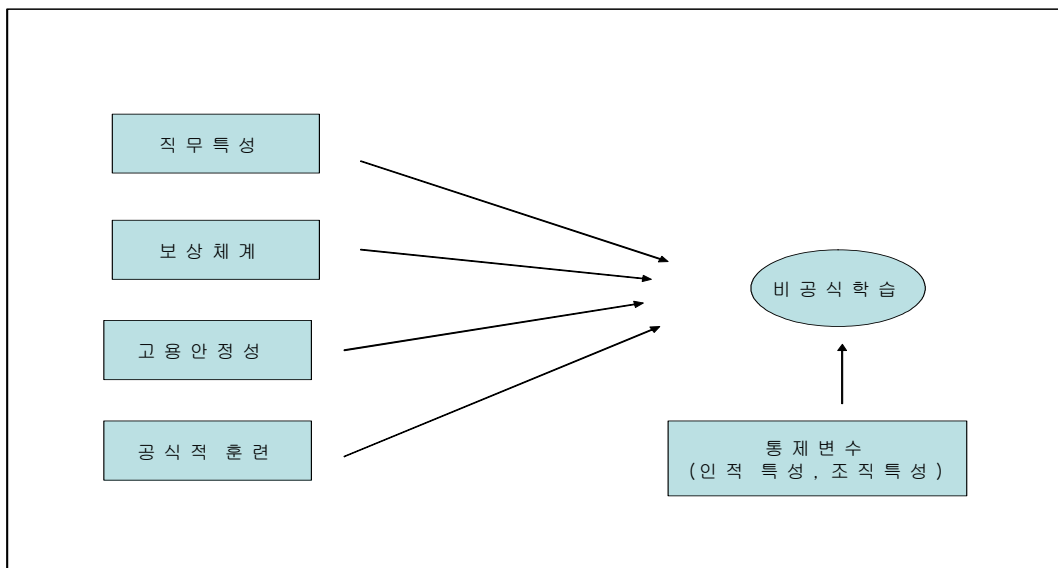 직무특성
보상체계
고용안정성
공식적 훈련
비공식학습
통제변수
(인적 특성, 조직특성)